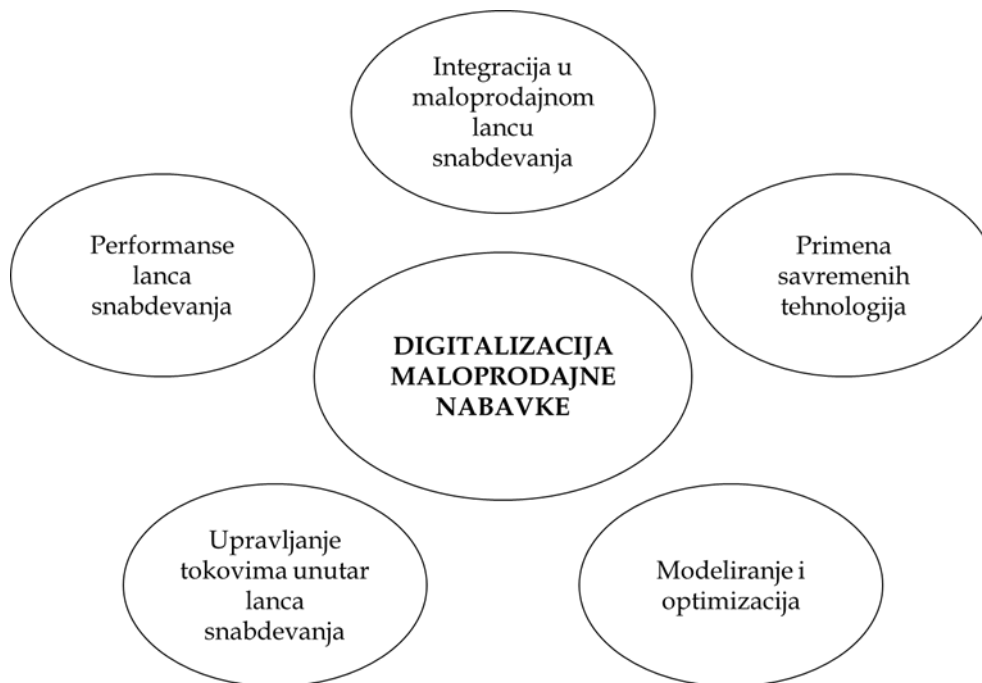 Integracija u
maloprodajnom
lancu
snabdevanja
Performanse
lanca
snabdevanja
Primena
savremenih
tehnologija
DIGITALIZACIJA
MALOPRODAJNE
NABAVKE
Upravljanje
tokovima unutar
lanca
snabdevanja
Modeliranje i
optimizacija